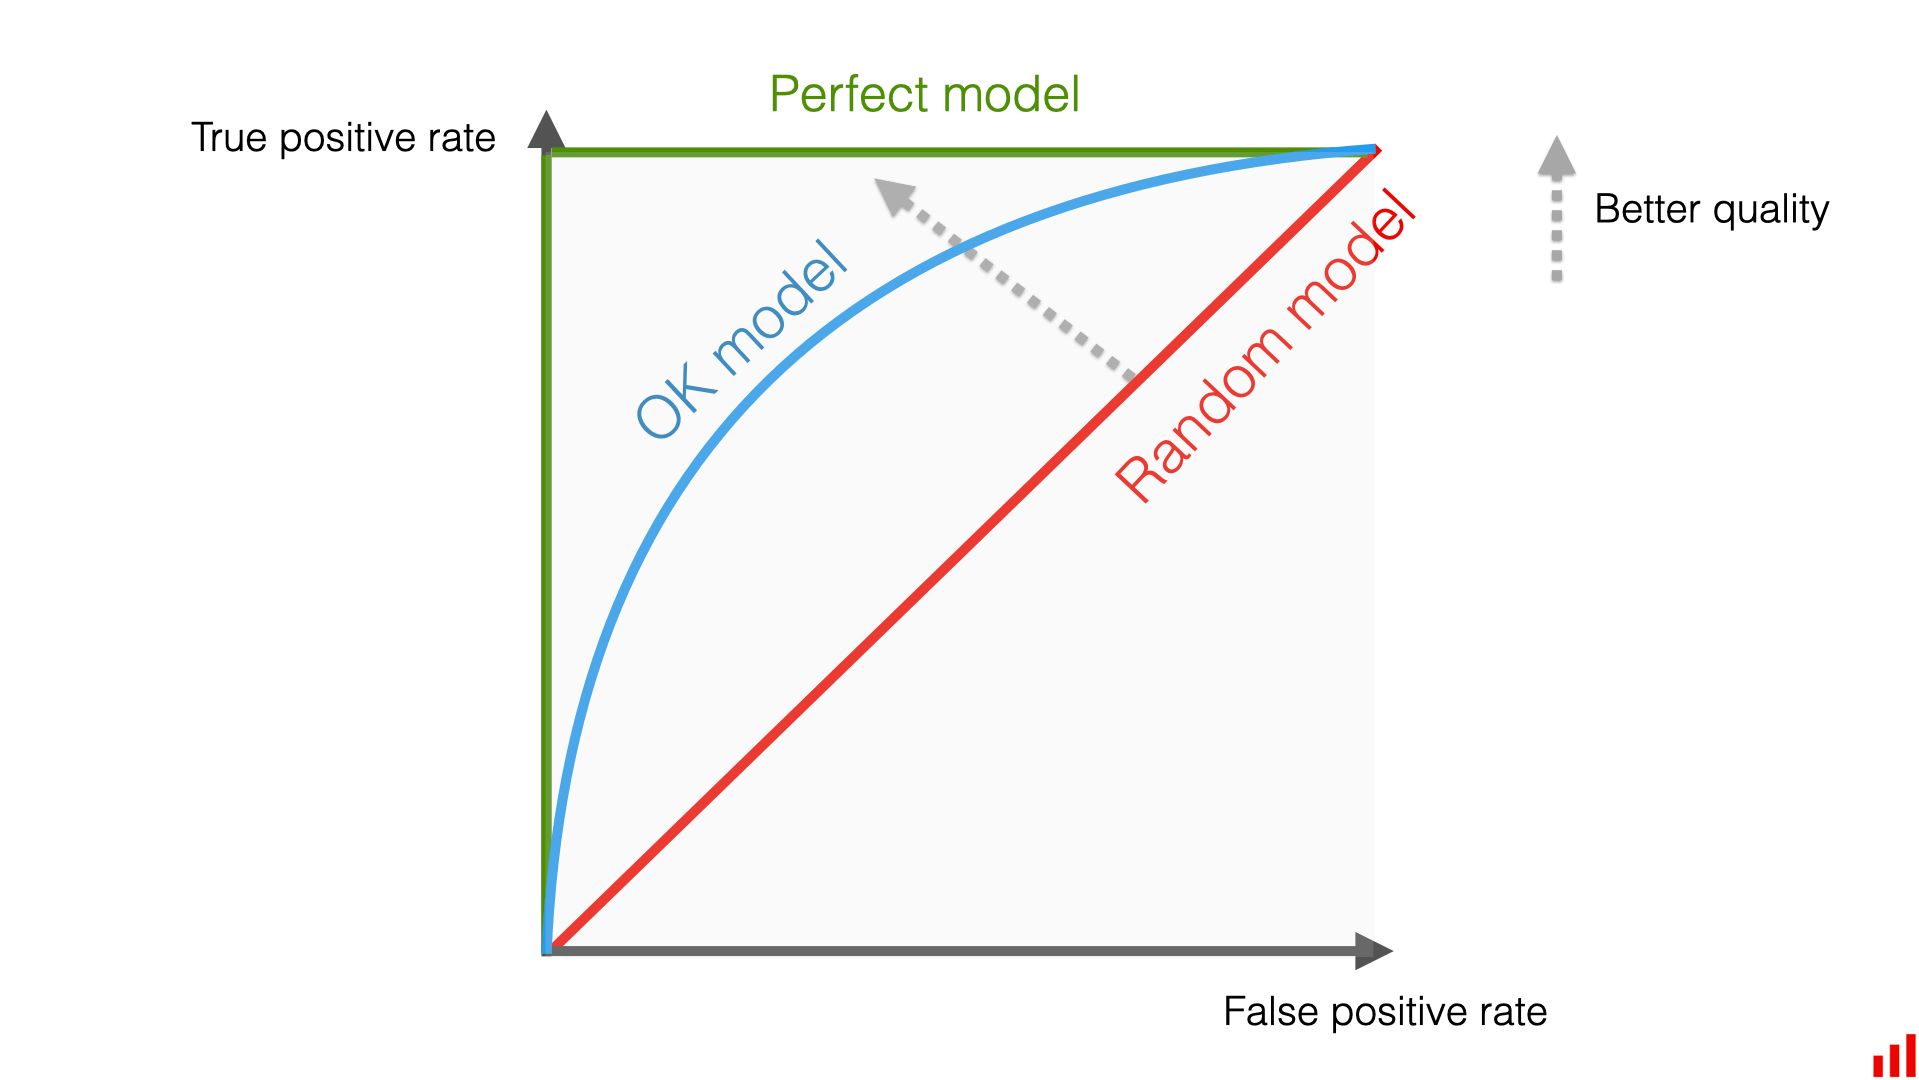 Perfect model
True positive rate
Better quality
OK model
Random model
False positive rate